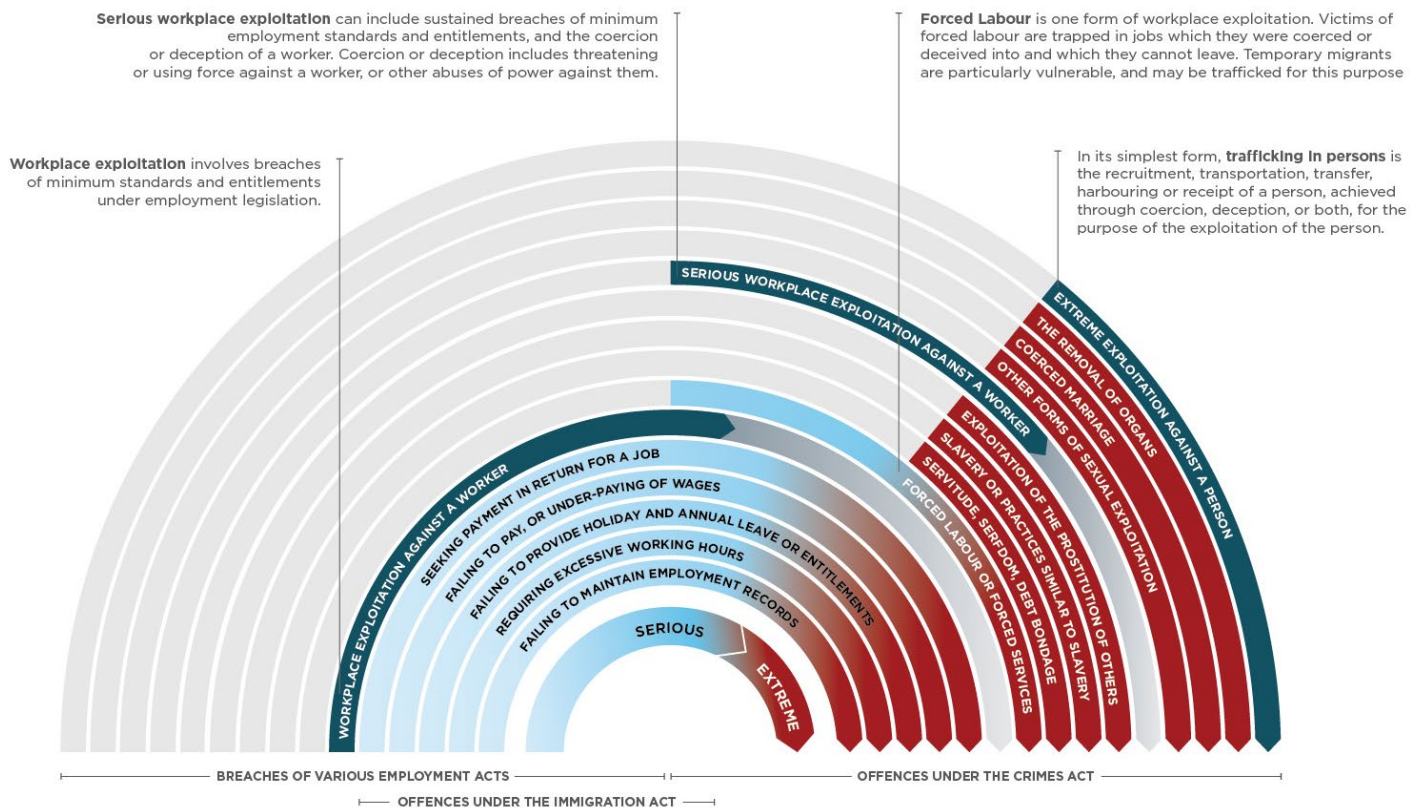 Serious workplace exploitation can include sustained breaches of minimum
employment standards and entitlements, and the coercion
or deception of a worker. Coercion or deception includes threatening
or using force against a worker, or other abuses of power against them.
Forced Labour is one form of workplace exploitation. Victims of
forced labour are trapped in jobs which they were coerced or
deceived into and which they cannot leave. Temporary migrants
are particularly vulnerable, and may be trafficked for this purpose
Workplace exploitation involves breaches
of minimum standards and entitlements
under employment legislation.
In its simplest form, trafficking in persons is
the recruitment, transportation, transfer,
harbouring or receipt of a person, achieved
through coercion, deception, or both, for the
purpose of the exploitation of the person.
EXTREME EXPLOITATION AGAINST A PERSON
THE REMOVAL OF ORGANS
COERCED MARRIAGE
OTHER FORMS OF SEXUAL EXPLOITATION
SERIOUS WORKPLACE EXPLOITATION AGAINST A WORKER
EXPLOITATION OF THE PROSTITUTION OF OTHERS
SLAVERY OR PRACTICES SIMILAR TO SLAVERY
SERVITUDE, SERFDOM, DEBT BONDAGE
FORCED LABOUR OR FORCED SERVICES
WORKPLACE EXPLOITATION AGAINST A WORKER
SEEKING PAYMENT IN RETURN FOR A JOB
FAILING TO PAY, OR UNDER-PAYING OF WAGES
FAILING TO PROVIDE HOLIDAY AND ANNUAL LEAVE OR ENTITLEMENTS
REQUIRING EXCESSIVE WORKING HOURS
FAILING TO MAINTAIN EMPLOYMENT RECORDS
SERIOUS
EXTREME
BREACHES OF VARIOUS EMPLOYMENT ACTS
OFFENCES UNDER THE CRIMES ACT
OFFENCES UNDER THE IMMIGRATION ACT